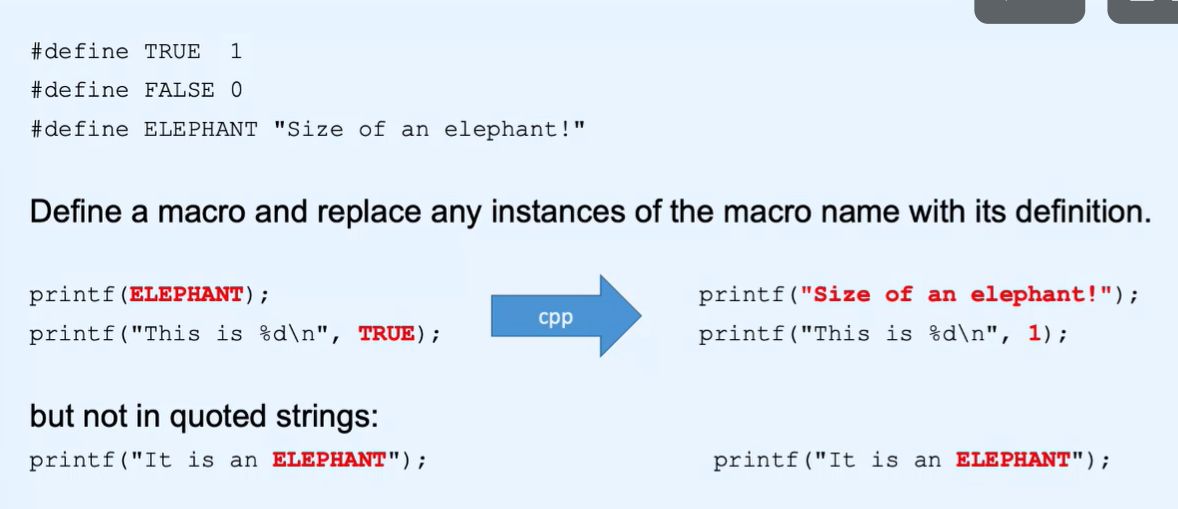 #define TRUE  1
#define FALSE 0
#define ELEPHANT "Size of an elephant!"
Define a macro and replace any instances of the macro name with its definition.
printf(ELEPHANT);
printf("This is %d\n", TRUE);
cpp
printf("Size of an elephant!");
printf("This is %d\n", 1);
but not in quoted strings:
printf("It is an ELEPHANT");
printf("It is an ELEPHANT");